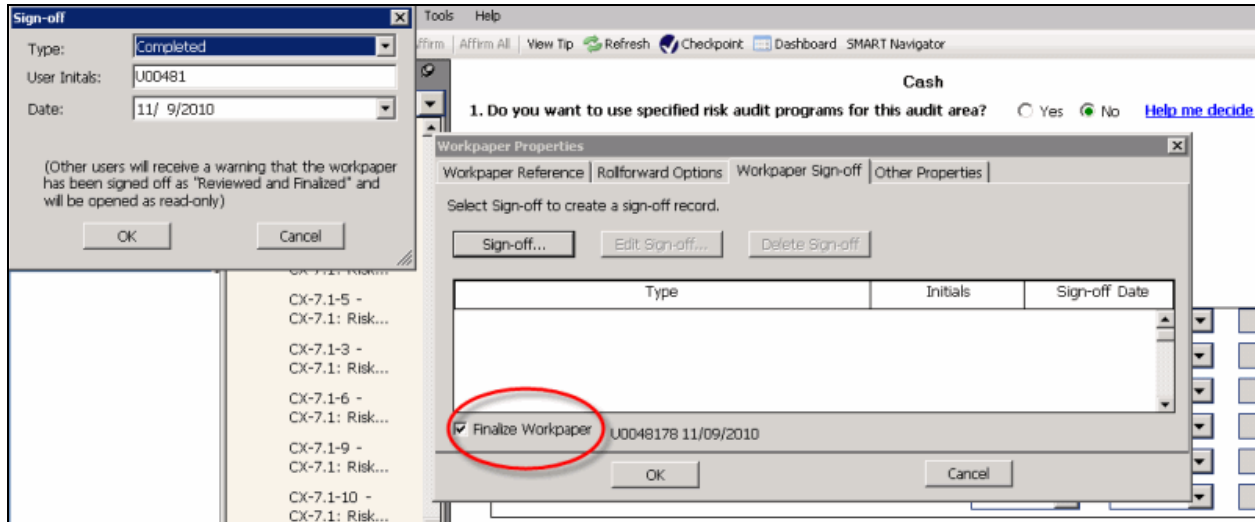 Sign-off
Type: Completed
User Initals: U00481
Date: 11/ 9/2010
(Other users will receive a warning that the workpaper
has been signed off as "Reviewed and Finalized" and
will be opened as read-only)
OK Cancel
Tools Help
ffirm Affirm All View Tip Refresh Checkpoint Dashboard SMART Navigator
Cash
1. Do you want to use specified risk audit programs for this audit area? Yes No Help me decide
Workpaper Properties
Workpaper Reference Rollforward Options Workpaper Sign-off Other Properties
Select Sign-off to create a sign-off record.
Sign-off... Edit Sign-off... Delete Sign-off
Type Initials Sign-off Date
Finalize Workpaper U0048178 11/09/2010
OK Cancel
CX-7.1: Risk...
CX-7.1-5 -
CX-7.1: Risk...
CX-7.1-3 -
CX-7.1: Risk...
CX-7.1-6 -
CX-7.1: Risk...
CX-7.1-9 -
CX-7.1: Risk...
CX-7.1-10 -
CX-7.1: Risk...